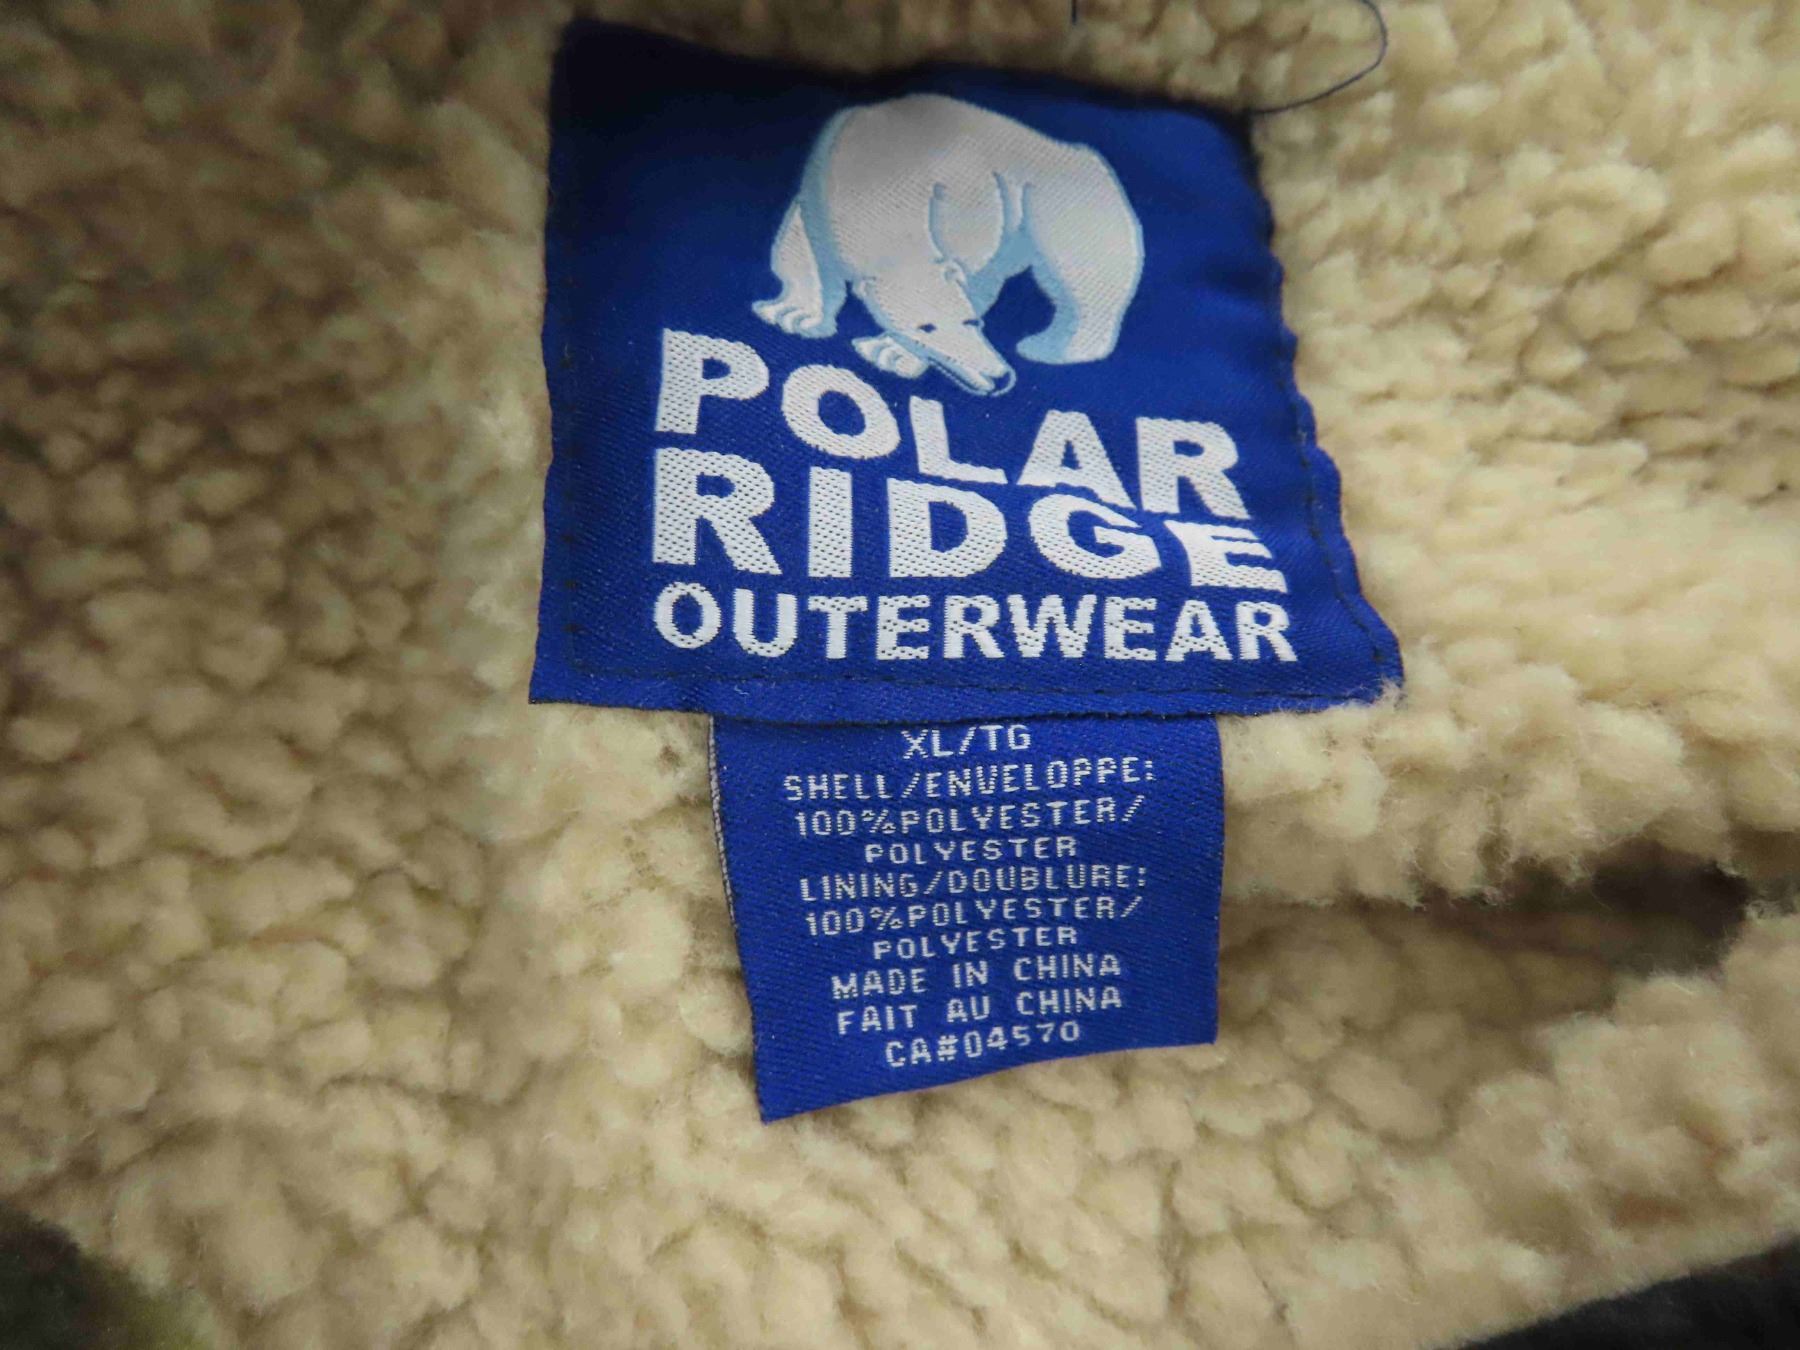 POLAR
RIDGE
OUTERWEAR
XL/TG
SHELL/ENVELOPPE:
100%POLYESTER/
POLYESTER
LINING/DOUBLURE:
100%POLYESTER/
POLYESTER
MADE IN CHINA
FAIT AU CHINA
CA#04570